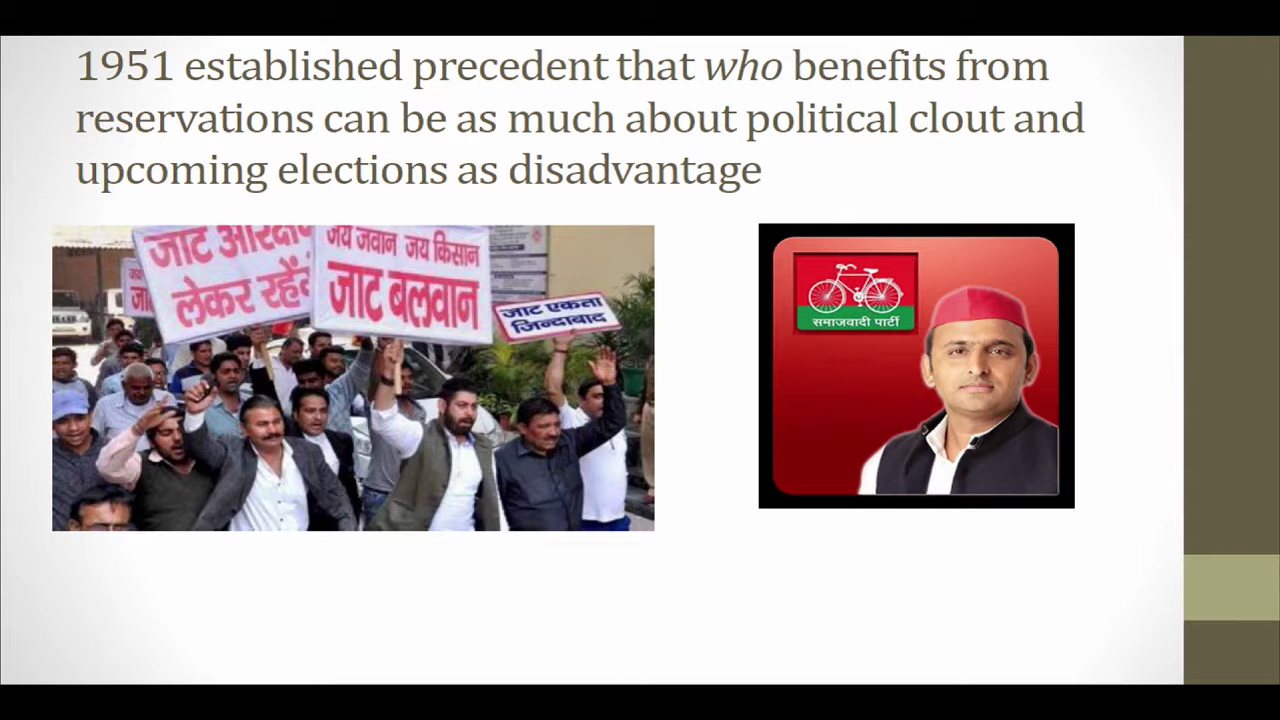 1951 established precedent that who benefits from
reservations can be as much about political clout and
upcoming elections as disadvantage
जाट
लेकर रहेंगे
जय जवान जय किसान
जाट बलवान
जाट एकता
जिन्दाबाद
समाजवादी पार्टी